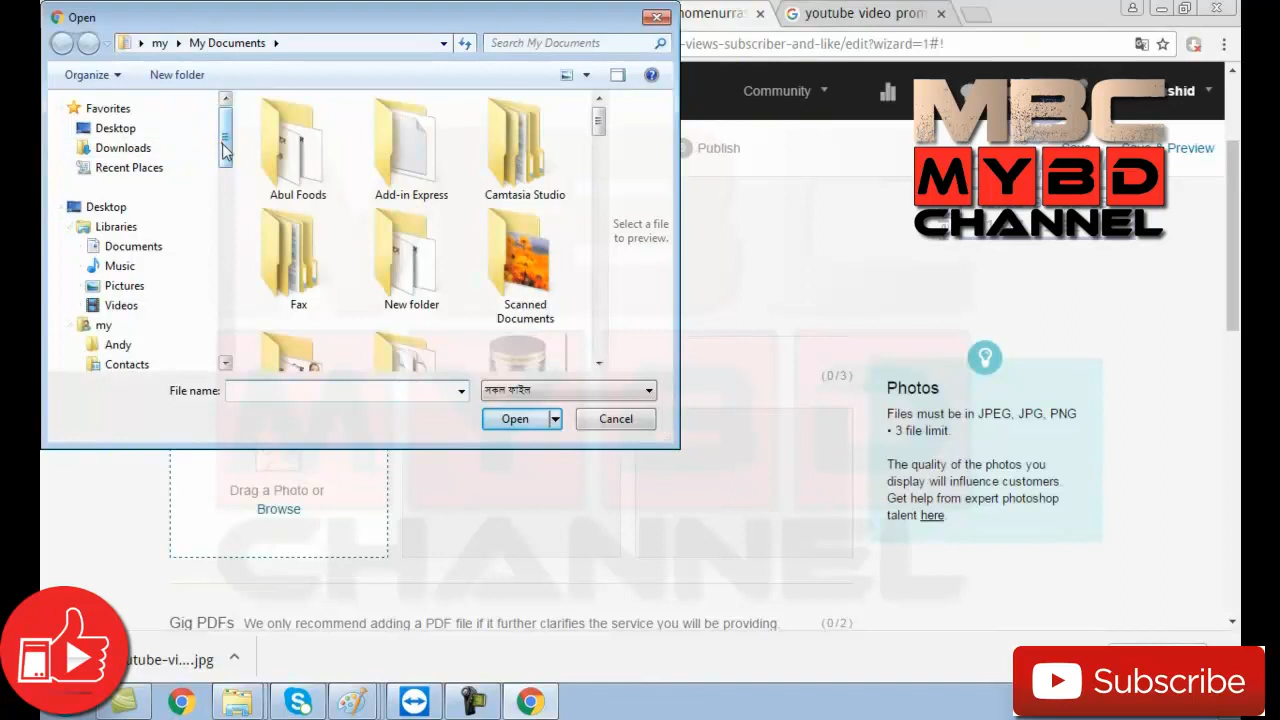 Open
homenurras
youtube video prom
my
My Documents
Search My Documents
-views-subscriber-and-like/edit?wizard=1#!
Organize
New folder
Favorites
Desktop
Downloads
Recent Places
Desktop
Libraries
Documents
Music
Pictures
Videos
my
Andy
Contacts
Abul Foods
Add-in Express
Camtasia Studio
Fax
New folder
Scanned
Documents
Select a file
to preview.
File name:
সকল ফাইল
Open
Cancel
Community
shid
Publish
Save
Save & Preview
MBC
MYBD
CHANNEL
(0/3)
Photos
Files must be in JPEG, JPG, PNG
• 3 file limit.
The quality of the photos you
display will influence customers.
Get help from expert photoshop
talent here.
Drag a Photo or
Browse
MYBD
CHANNEL
Gig PDFs We only recommend adding a PDF file if it further clarifies the service you will be providing.
(0/2)
utube-vi....jpg
Subscribe